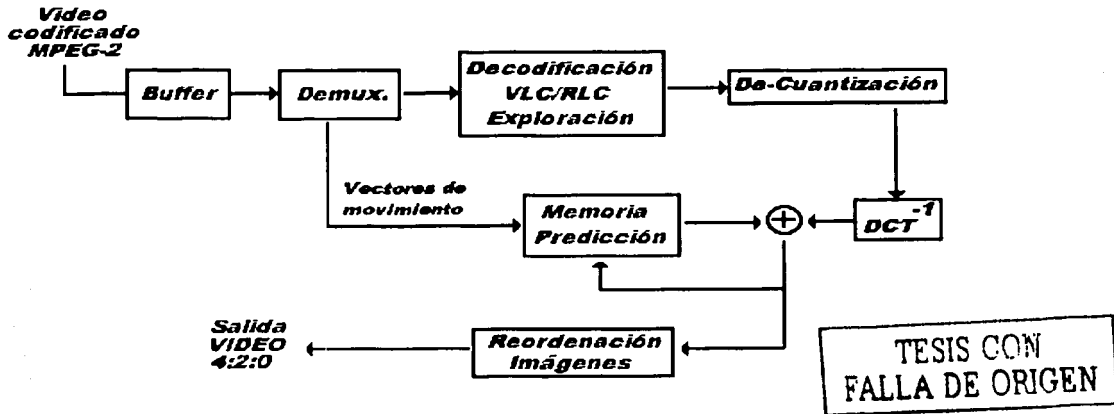 Video
codificado
MPEG-2
Buffer
Demux.
Decodificación
VLC/RLC
Exploración
De-Cuantización
Vectores de
movimiento
Memoria
Predicción
+
DCT-1
Salida
VIDEO
4:2:0
Reordenación
Imágenes
TESIS CON
FALLA DE ORIGEN